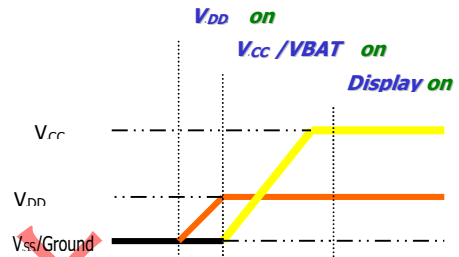 VDD on
VCC /VBAT on
Display on
VCC
VDD
VSS/Ground